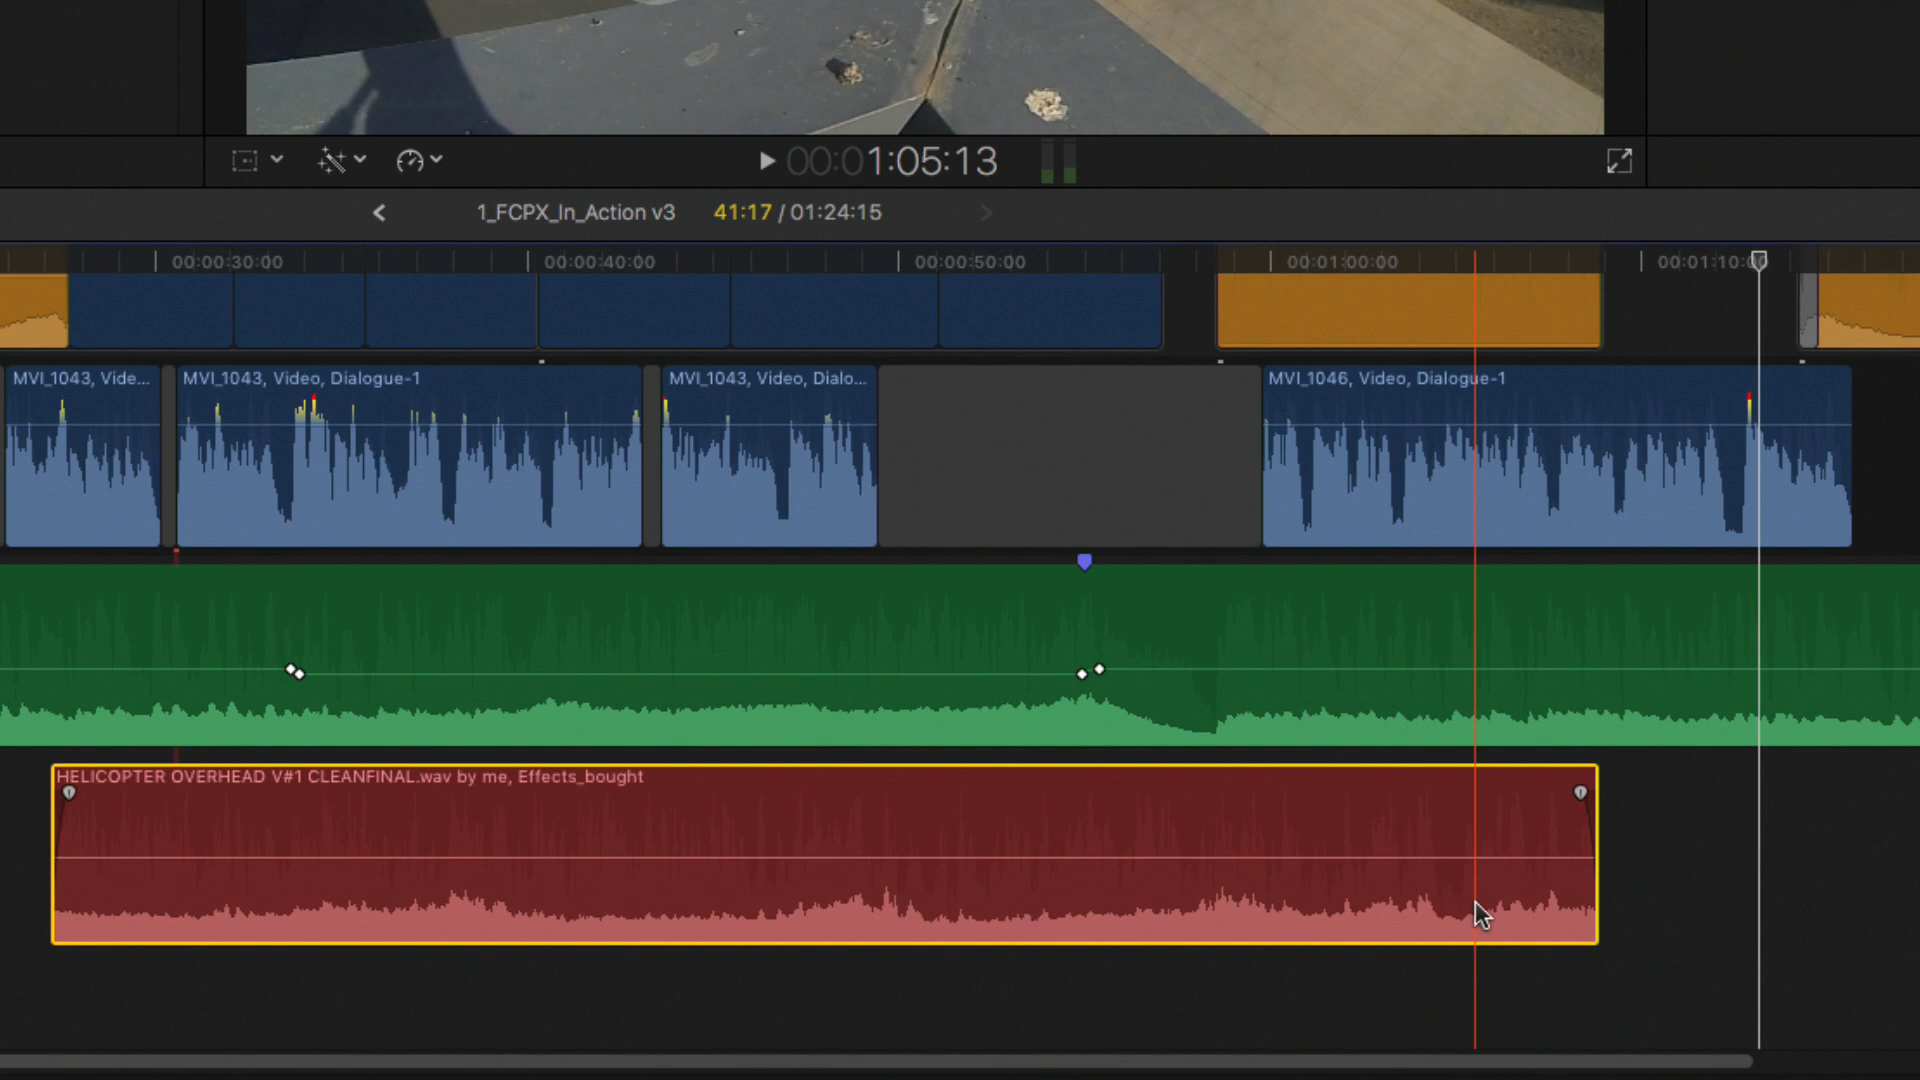 00:01:05:13
1_FCPX_In_Action v3 41:17 / 01:24:15
00:00:30:00 00:00:40:00 00:00:50:00 00:01:00:00 00:01:10:00
MVI_1043, Vide... MVI_1043, Video, Dialogue-1 MVI_1043, Video, Dialo... MVI_1046, Video, Dialogue-1
HELICOPTER OVERHEAD V#1 CLEANFINAL.wav by me, Effects_bought